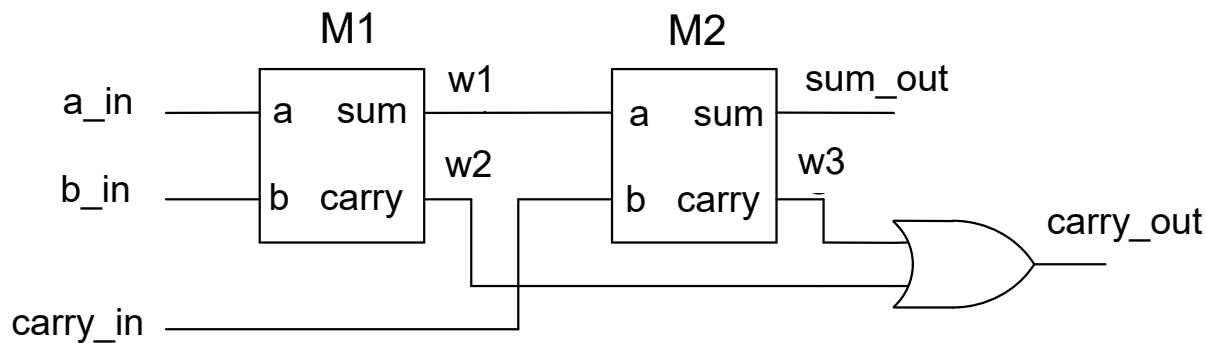 M1
M2
w1
sum_out
a_in
a sum
a sum
w2
w3
b_in
b carry
b carry
carry_out
carry_in